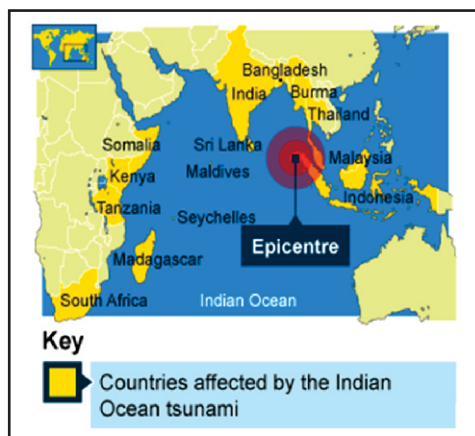 Bangladesh
India
Burma
Thailand
Somalia
Sri Lanka
Malaysia
Kenya
Maldives
Tanzania
Indonesia
Seychelles
Epicentre
Madagascar
South Africa
Indian Ocean
Key
Countries affected by the Indian
Ocean tsunami